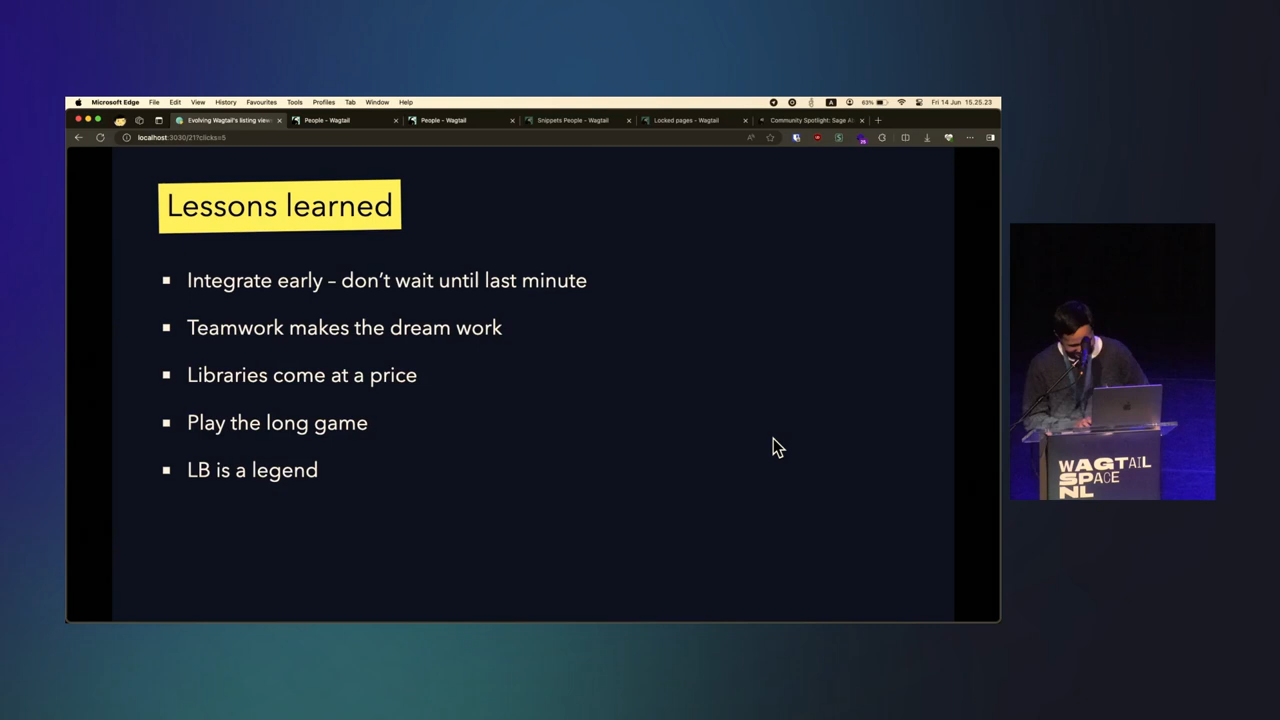 Microsoft Edge File Edit View History Favourites Tools Profiles Tab Window Help
A 63% Fri 14 Jun 15.25.23
Evolving Wagtail's listing view
People - Wagtail
People - Wagtail
Snippets People - Wagtail
Locked pages - Wagtail
Community Spotlight: Sage A
localhost:3030/21?clicks=5
Lessons learned
Integrate early – don't wait until last minute
Teamwork makes the dream work
Libraries come at a price
Play the long game
LB is a legend
WAGTAIL
SPACE
NL